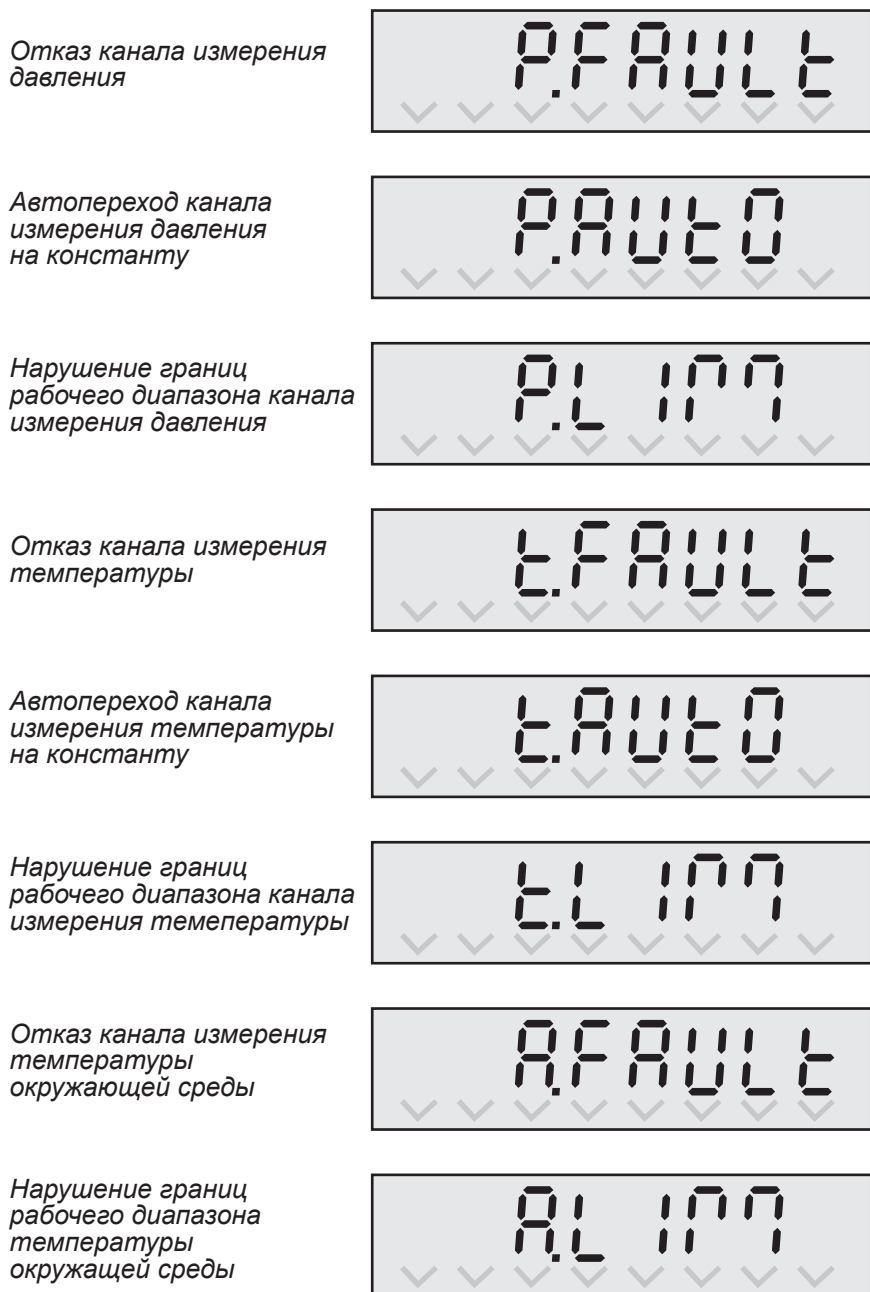 Отказ канала измерения
давления
P.FAULt
Автопереход канала
измерения давления
на константу
P.AUtO
Нарушение границ
рабочего диапазона канала
измерения давления
P.LIM
Отказ канала измерения
температуры
t.FAULt
Автопереход канала
измерения температуры
на константу
t.AUtO
Нарушение границ
рабочего диапазона канала
измерения темепературы
t.LIM
Отказ канала измерения
температуры
окружающей среды
A.FAULt
Нарушение границ
рабочего диапазона
температуры
окружащей среды
A.LIM